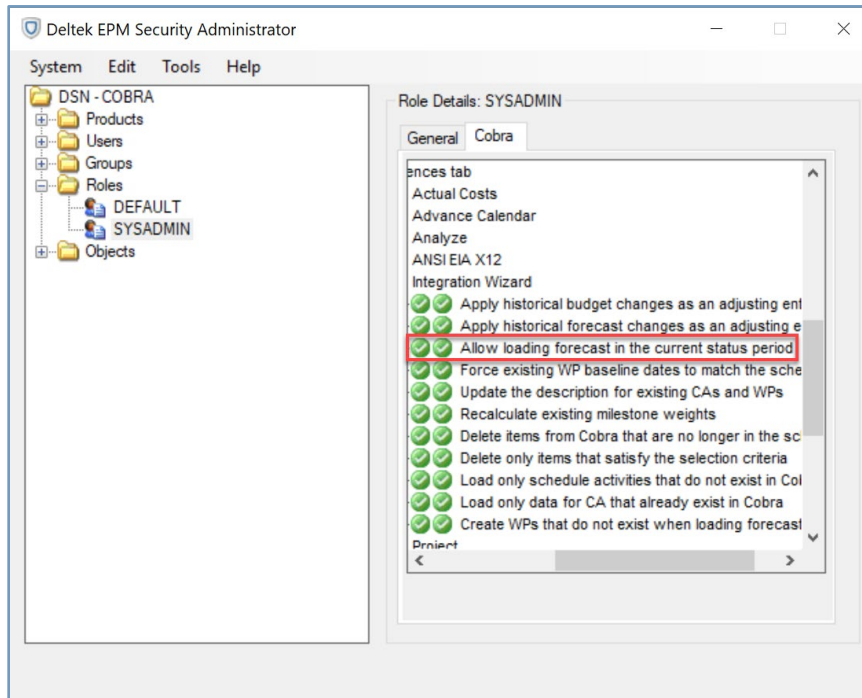 Deltek EPM Security Administrator
System Edit Tools Help
DSN - COBRA
Products
Users
Groups
Roles
DEFAULT
SYSADMIN
Objects
Role Details: SYSADMIN
General Cobra
ences tab
Actual Costs
Advance Calendar
Analyze
ANSI EIA X12
Integration Wizard
Apply historical budget changes as an adjusting ent
Apply historical forecast changes as an adjusting e
Allow loading forecast in the current status period
Force existing WP baseline dates to match the sche
Update the description for existing CAs and WPs
Recalculate existing milestone weights
Delete items from Cobra that are no longer in the sc
Delete only items that satisfy the selection criteria
Load only schedule activities that do not exist in Col
Load only data for CA that already exist in Cobra
Create WPs that do not exist when loading forecast
Project